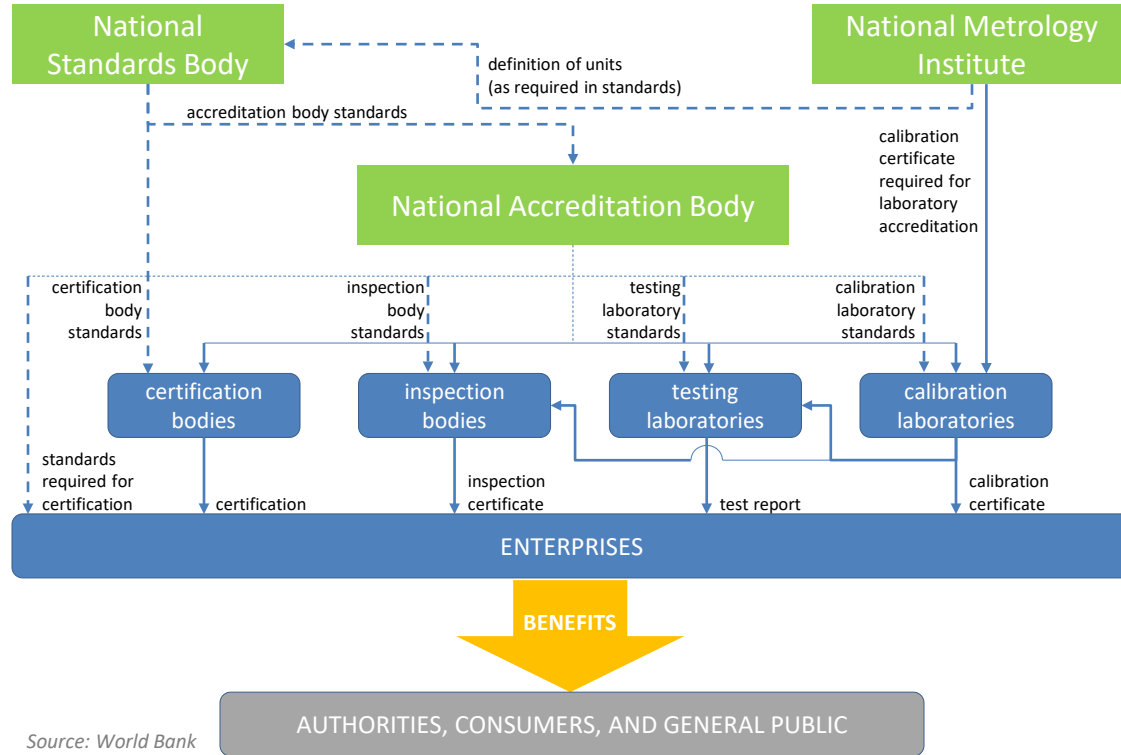 National
Standards Body
National Metrology
Institute
definition of units
(as required in standards)
accreditation body standards
calibration
certificate
required for
laboratory
accreditation
National Accreditation Body
certification
body
standards
inspection
body
standards
testing
laboratory
standards
calibration
laboratory
standards
certification
bodies
inspection
bodies
testing
laboratories
calibration
laboratories
standards
required for
certification
certification
inspection
certificate
test report
calibration
certificate
ENTERPRISES
BENEFITS
AUTHORITIES, CONSUMERS, AND GENERAL PUBLIC
Source: World Bank